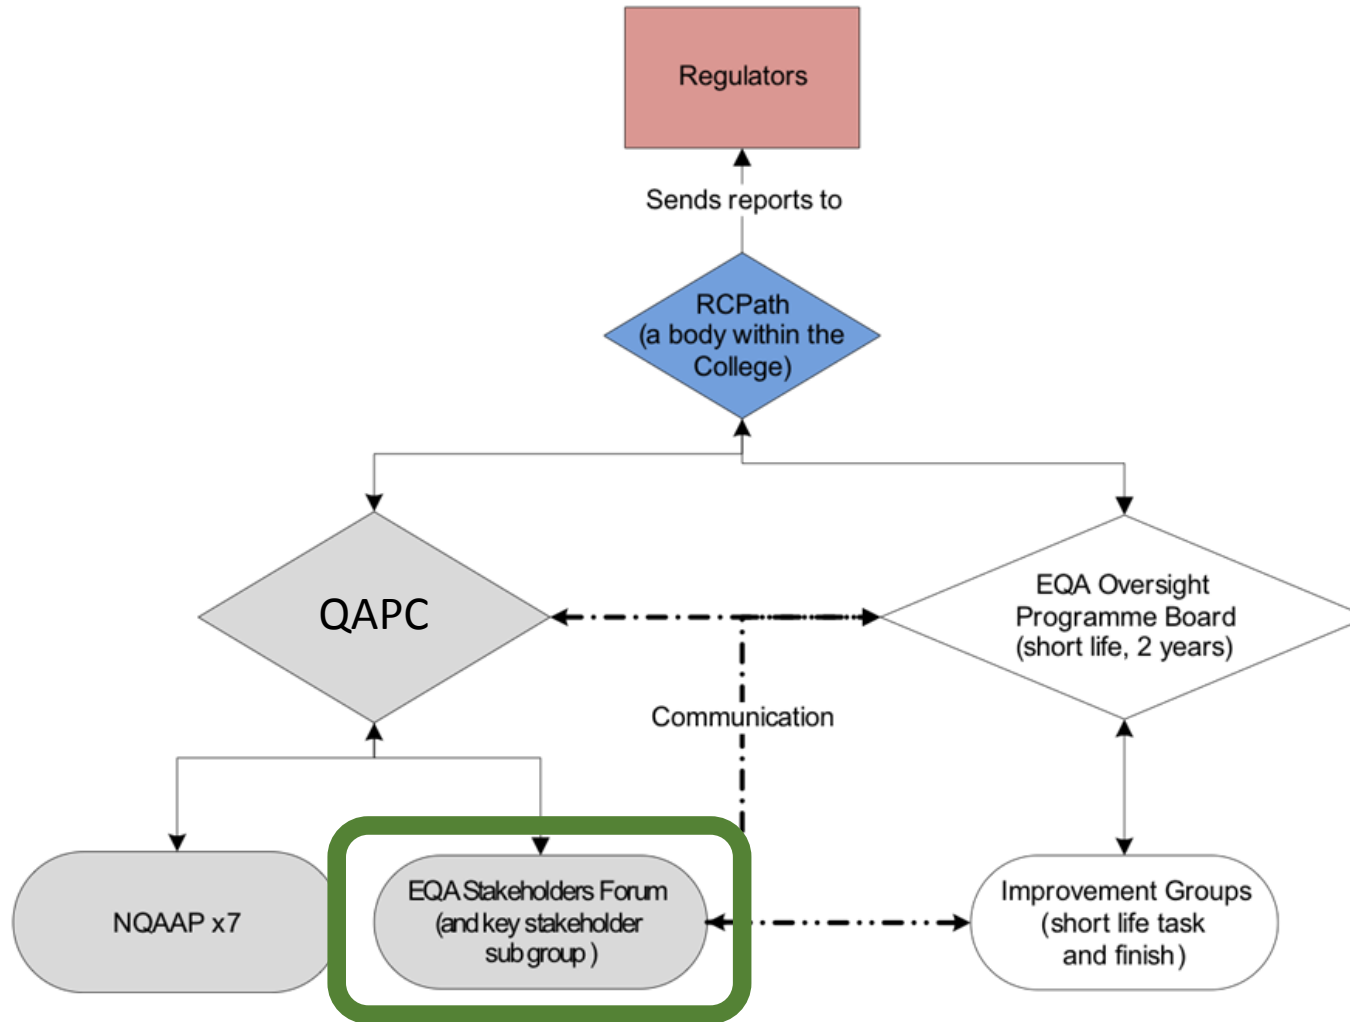 Regulators
Sends reports to
RCPath
(a body within the
College)
QAPC
EQA Oversight
Programme Board
(short life, 2 years)
Communication
NQAAP x7
EQA Stakeholders Forum
(and key stakeholder
sub group )
Improvement Groups
(short life task
and finish)